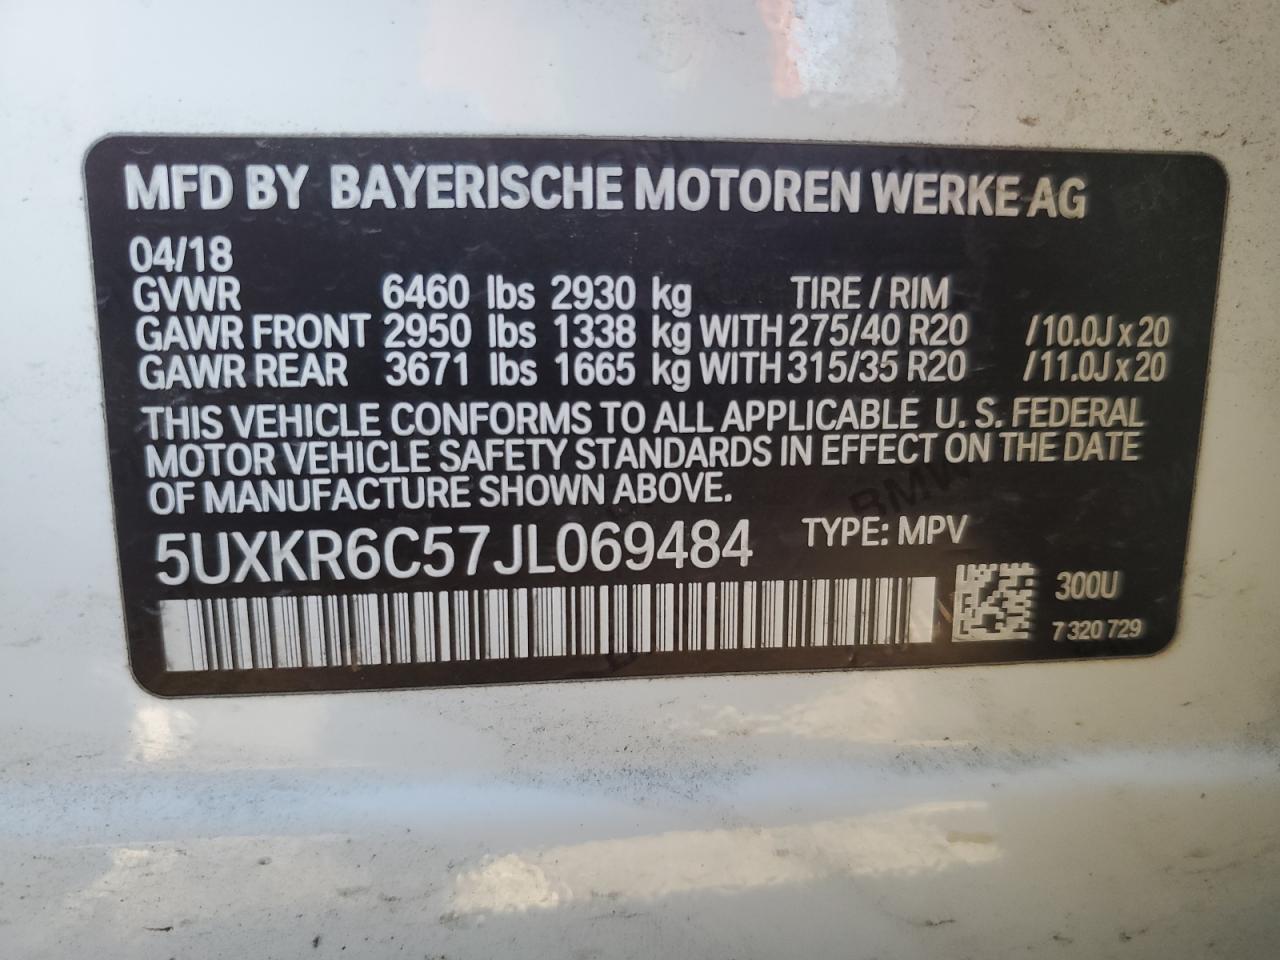 MFD BY BAYERISCHE MOTOREN WERKE AG
04/18
GVWR 6460 lbs 2930 kg TIRE / RIM
GAWR FRONT 2950 lbs 1338 kg WITH 275/40 R20 /10.0J x 20
GAWR REAR 3671 lbs 1665 kg WITH 315/35 R20 /11.0J x 20
THIS VEHICLE CONFORMS TO ALL APPLICABLE U. S. FEDERAL
MOTOR VEHICLE SAFETY STANDARDS IN EFFECT ON THE DATE
OF MANUFACTURE SHOWN ABOVE.
BMW
5UXKR6C57JL069484 TYPE: MPV
300U
7 320 729